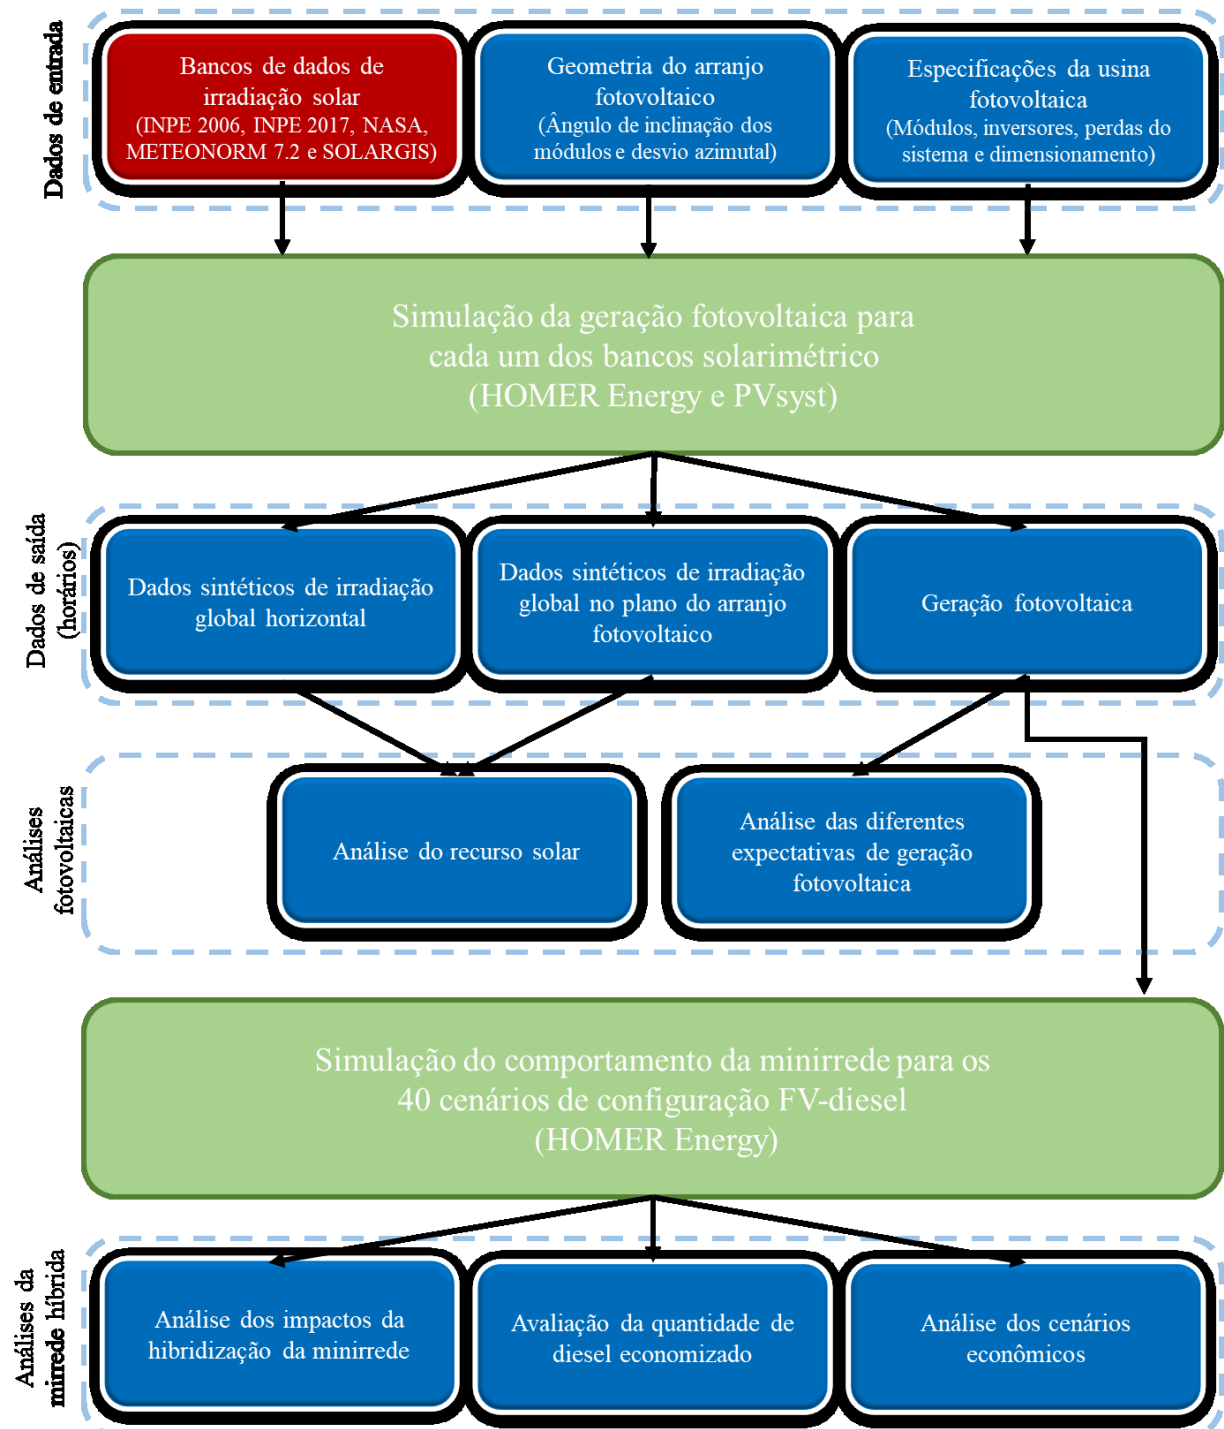 Dados de entrada
Bancos de dados de
irradiação solar
(INPE 2006, INPE 2017, NASA,
METEONORM 7.2 e SOLARGIS)
Geometria do arranjo
fotovoltaico
(Ângulo de inclinação dos
módulos e desvio azimutal)
Especificações da usina
fotovoltaica
(Módulos, inversores, perdas do
sistema e dimensionamento)
Simulação da geração fotovoltaica para
cada um dos bancos solarimétrico
(HOMER Energy e PVsyst)
Dados de saída
(horários)
Dados sintéticos de irradiação
global horizontal
Dados sintéticos de irradiação
global no plano do arranjo
fotovoltaico
Geração fotovoltaica
Análises
fotovoltaicas
Análise do recurso solar
Análise das diferentes
expectativas de geração
fotovoltaica
Simulação do comportamento da minirrede para os
40 cenários de configuração FV-diesel
(HOMER Energy)
Análises da
mirrede híbrida
Análise dos impactos da
hibridização da minirrede
Avaliação da quantidade de
diesel economizado
Análise dos cenários
econômicos